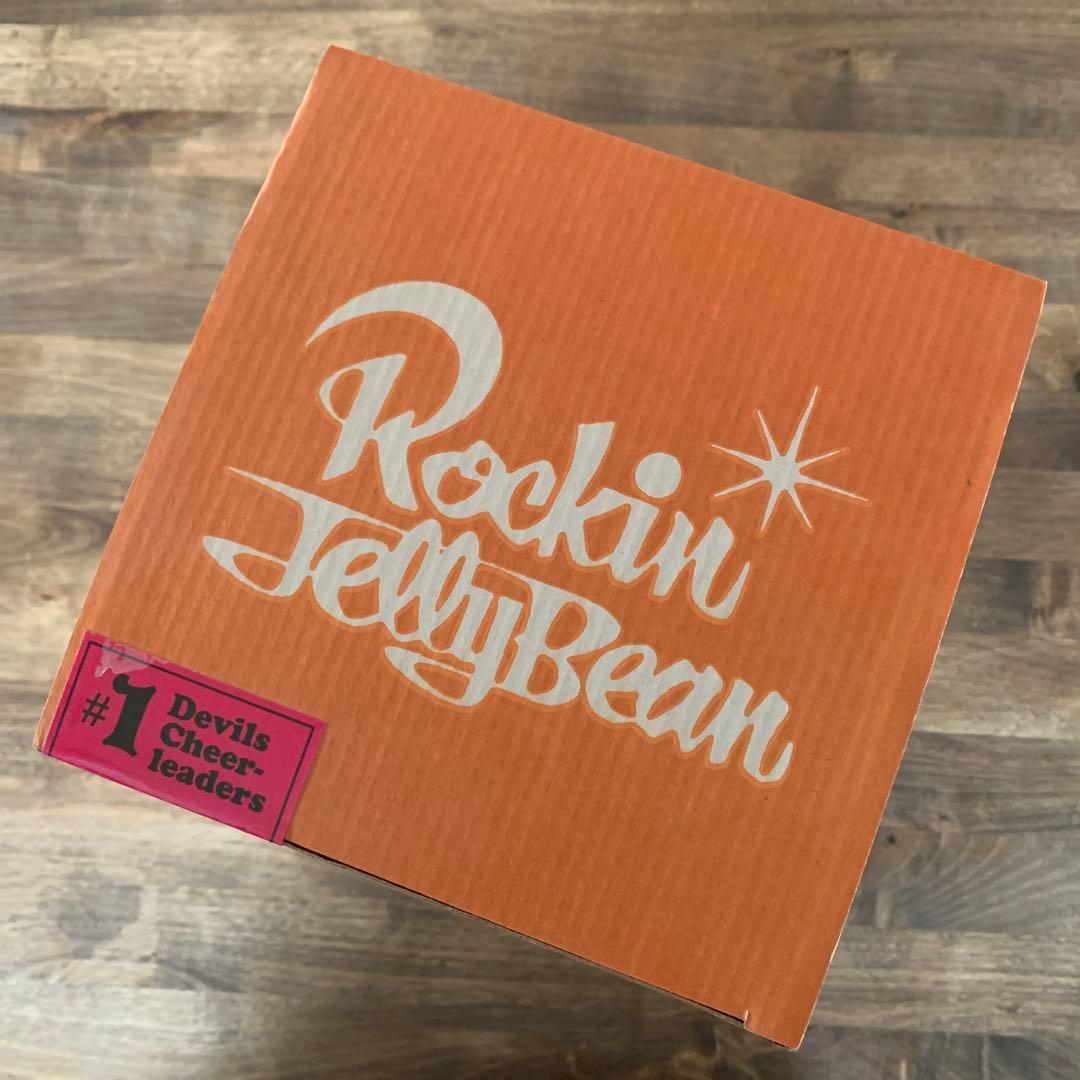 Rockin
JellyBean
#1 Devils
Cheer-
leaders